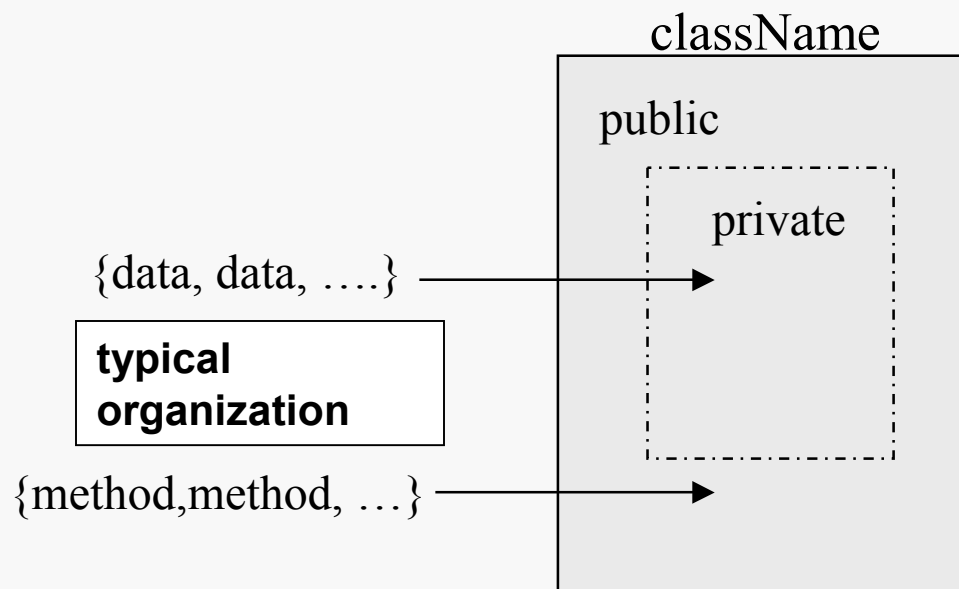 className
public
private
{data, data, ….}
typical
organization
{method,method, …}